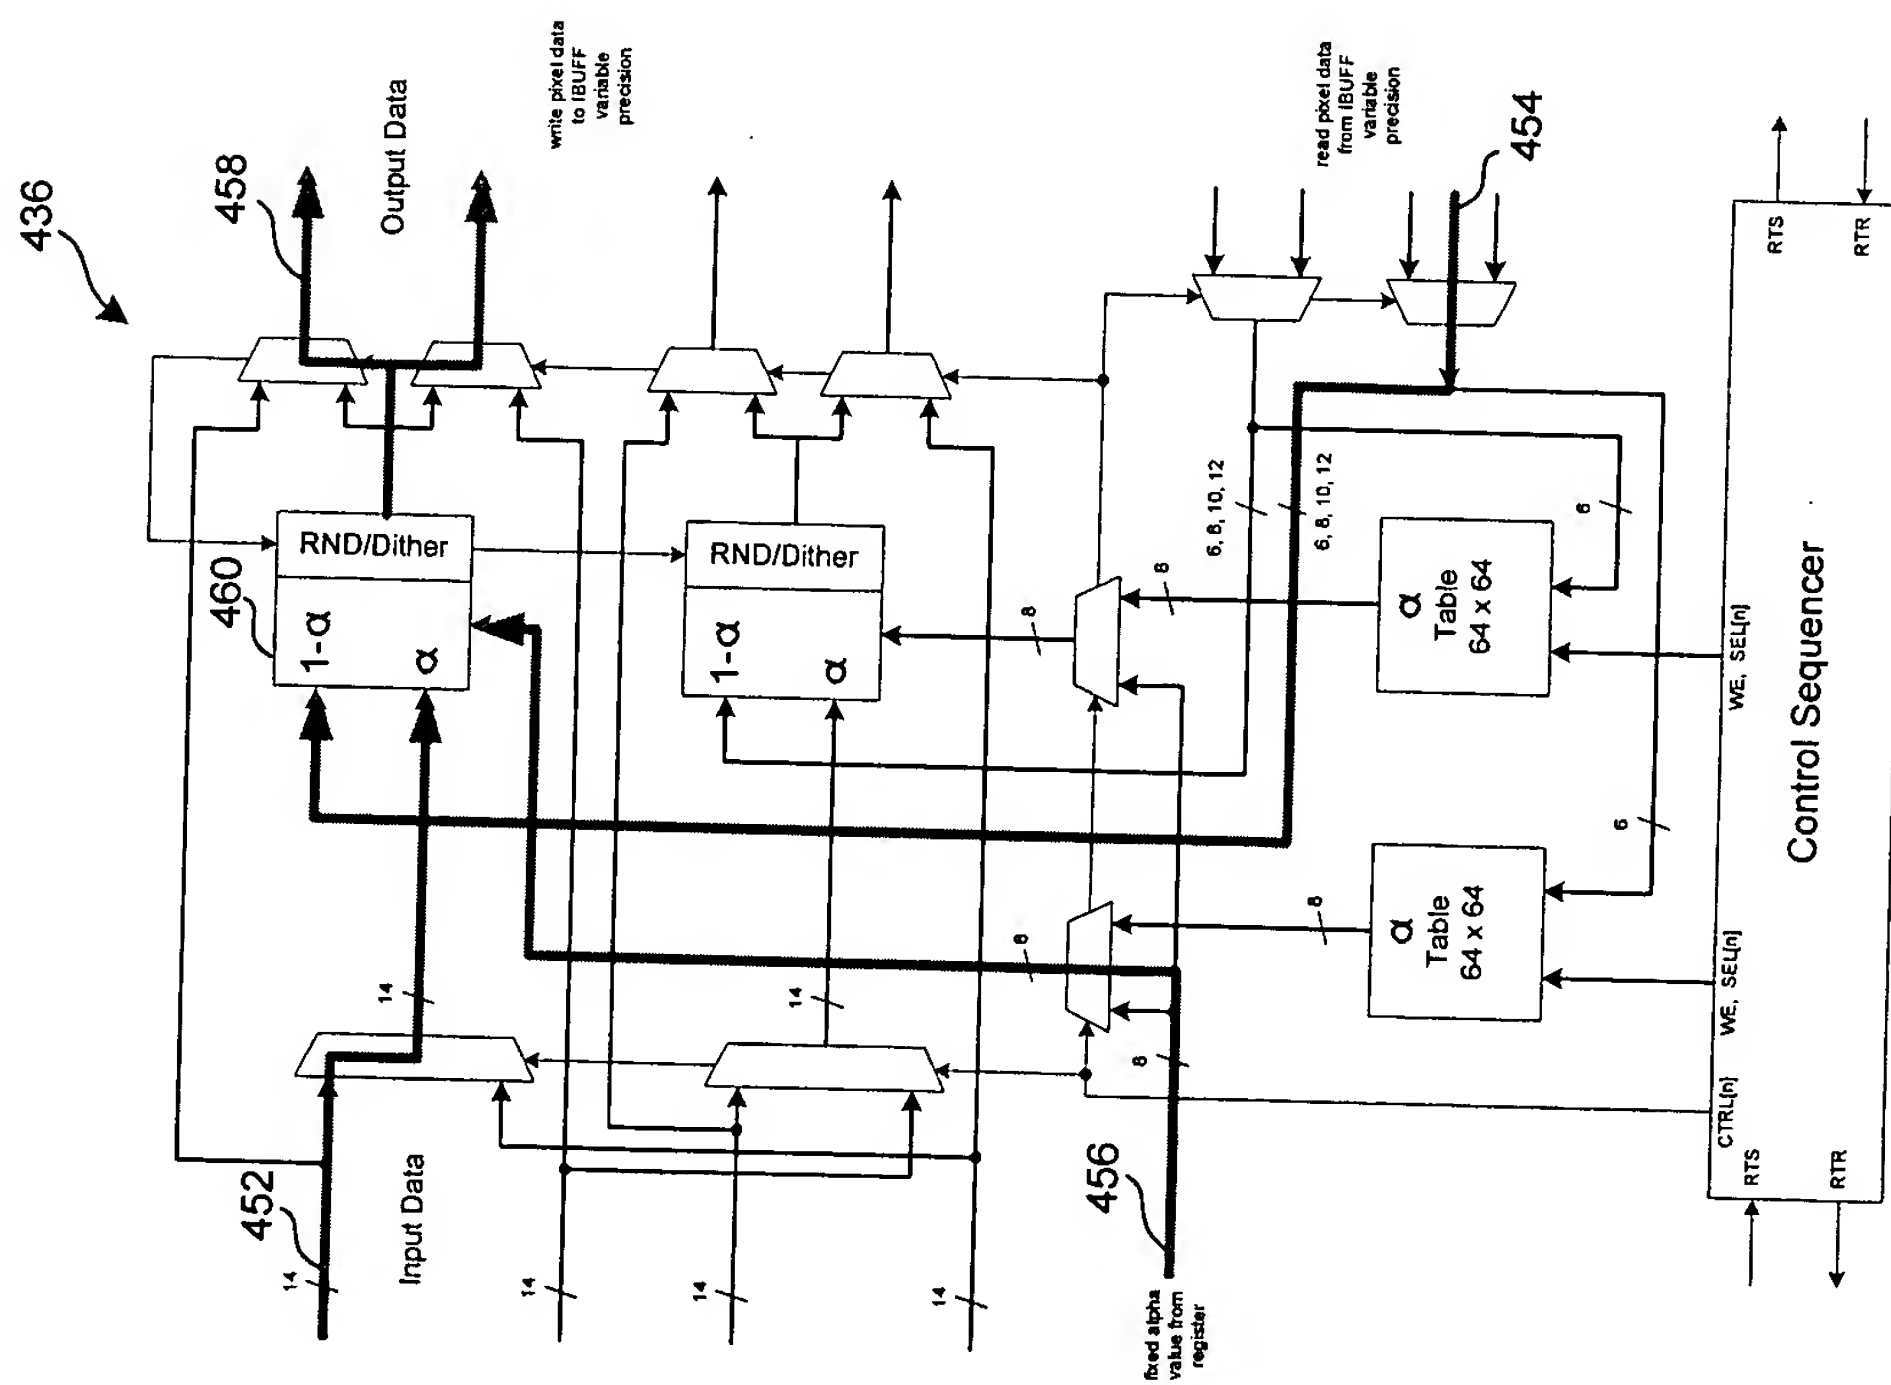 436
458
Output Data
write pixel data
to IBUFF
variable
precision
read pixel data
from IBUFF
variable
precision
454
RTS
RTR
460
RND/Dither
1-α
α
RND/Dither
1-α
α
6, 8, 10, 12
6, 8, 10, 12
6
8
8
α
Table
64 x 64
WE, SEL[n]
Control Sequencer
6
8
8
α
Table
64 x 64
WE, SEL[n]
14
14
8
CTRL[n]
RTS
RTR
452
Input Data
14
14
14
14
456
fixed alpha
value from
register